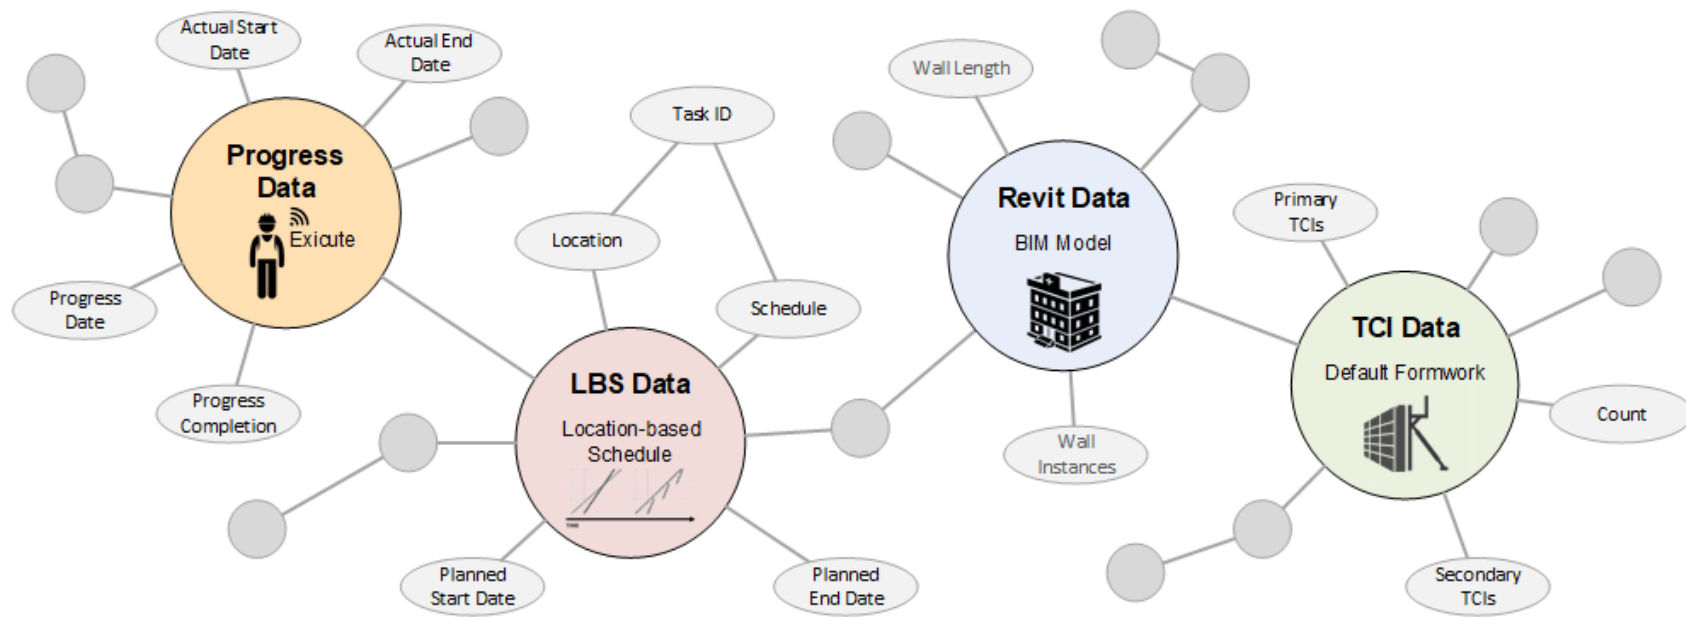 Actual Start
Date
Actual End
Date
Progress
Data
Exicute
Progress
Date
Progress
Completion
Task ID
Location
Schedule
LBS Data
Location-based
Schedule
TIME
Planned
Start Date
Planned
End Date
Wall Length
Revit Data
BIM Model
Wall
Instances
Primary
TCIs
TCI Data
Default Formwork
Count
Secondary
TCIs